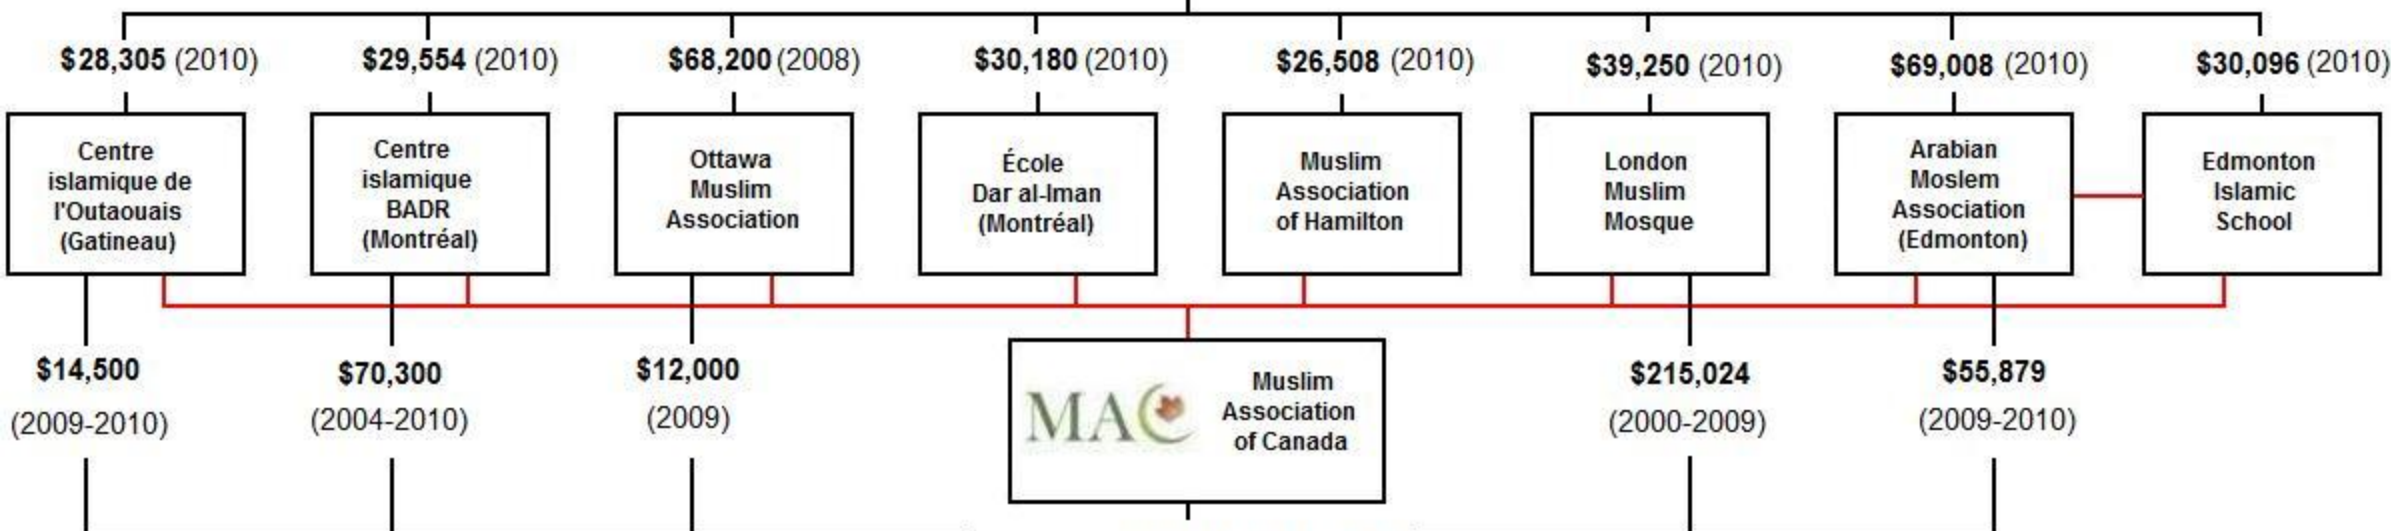 $28,305 (2010)
$29,554 (2010)
$68,200 (2008)
$30,180 (2010)
$26,508 (2010)
$39,250 (2010)
$69,008 (2010)
$30,096 (2010)
Centre
islamique de
l'Outaouais
(Gatineau)
Centre
islamique
BADR
(Montréal)
Ottawa
Muslim
Association
École
Dar al-Iman
(Montréal)
Muslim
Association
of Hamilton
London
Muslim
Mosque
Arabian
Moslem
Association
(Edmonton)
Edmonton
Islamic
School
$14,500
(2009-2010)
$70,300
(2004-2010)
$12,000
(2009)
MAC
Muslim
Association
of Canada
$215,024
(2000-2009)
$55,879
(2009-2010)